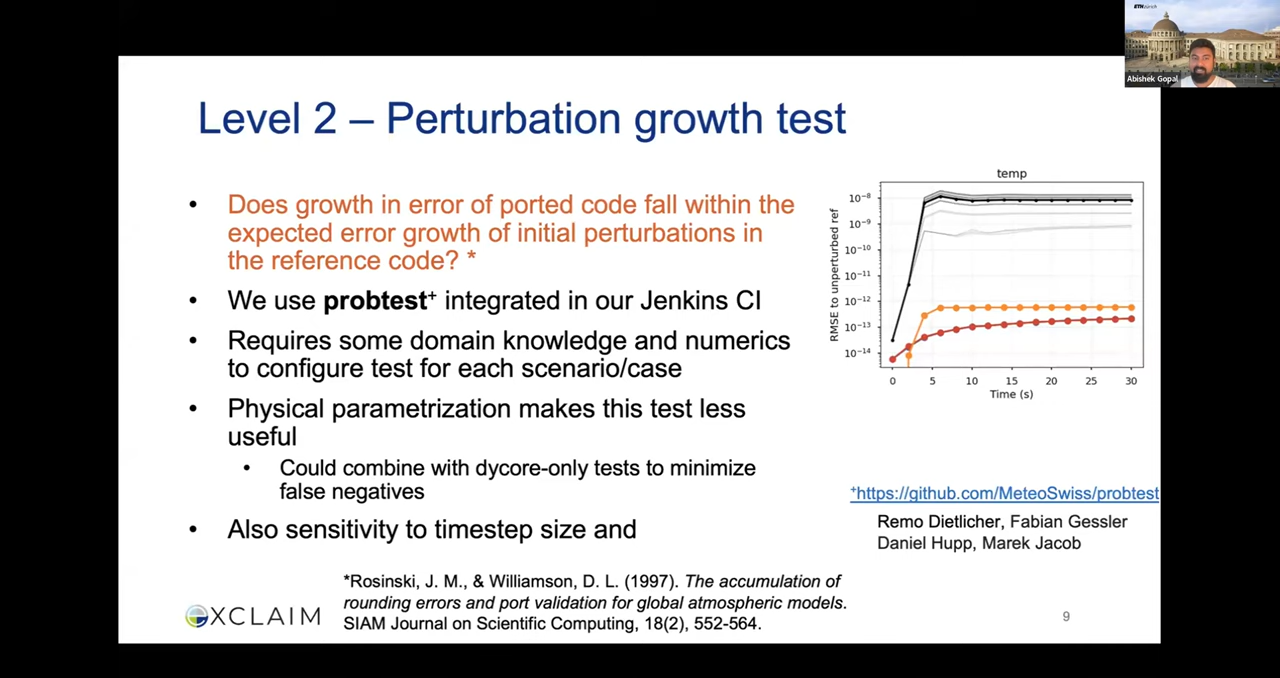 ETH zürich
Abishek Gopal
Level 2 – Perturbation growth test
• Does growth in error of ported code fall within the
expected error growth of initial perturbations in
the reference code? *
• We use probtest+ integrated in our Jenkins CI
• Requires some domain knowledge and numerics
to configure test for each scenario/case
• Physical parametrization makes this test less
useful
• Could combine with dycore-only tests to minimize
false negatives
• Also sensitivity to timestep size and
temp
RMSE to unperturbed ref
10⁻⁸
10⁻⁹
10⁻¹⁰
10⁻¹¹
10⁻¹²
10⁻¹³
10⁻¹⁴
0 5 10 15 20 25 30
Time (s)
+https://github.com/MeteoSwiss/probtest
Remo Dietlicher, Fabian Gessler
Daniel Hupp, Marek Jacob
*Rosinski, J. M., & Williamson, D. L. (1997). The accumulation of
rounding errors and port validation for global atmospheric models.
SIAM Journal on Scientific Computing, 18(2), 552-564.
EXCLAIM
9